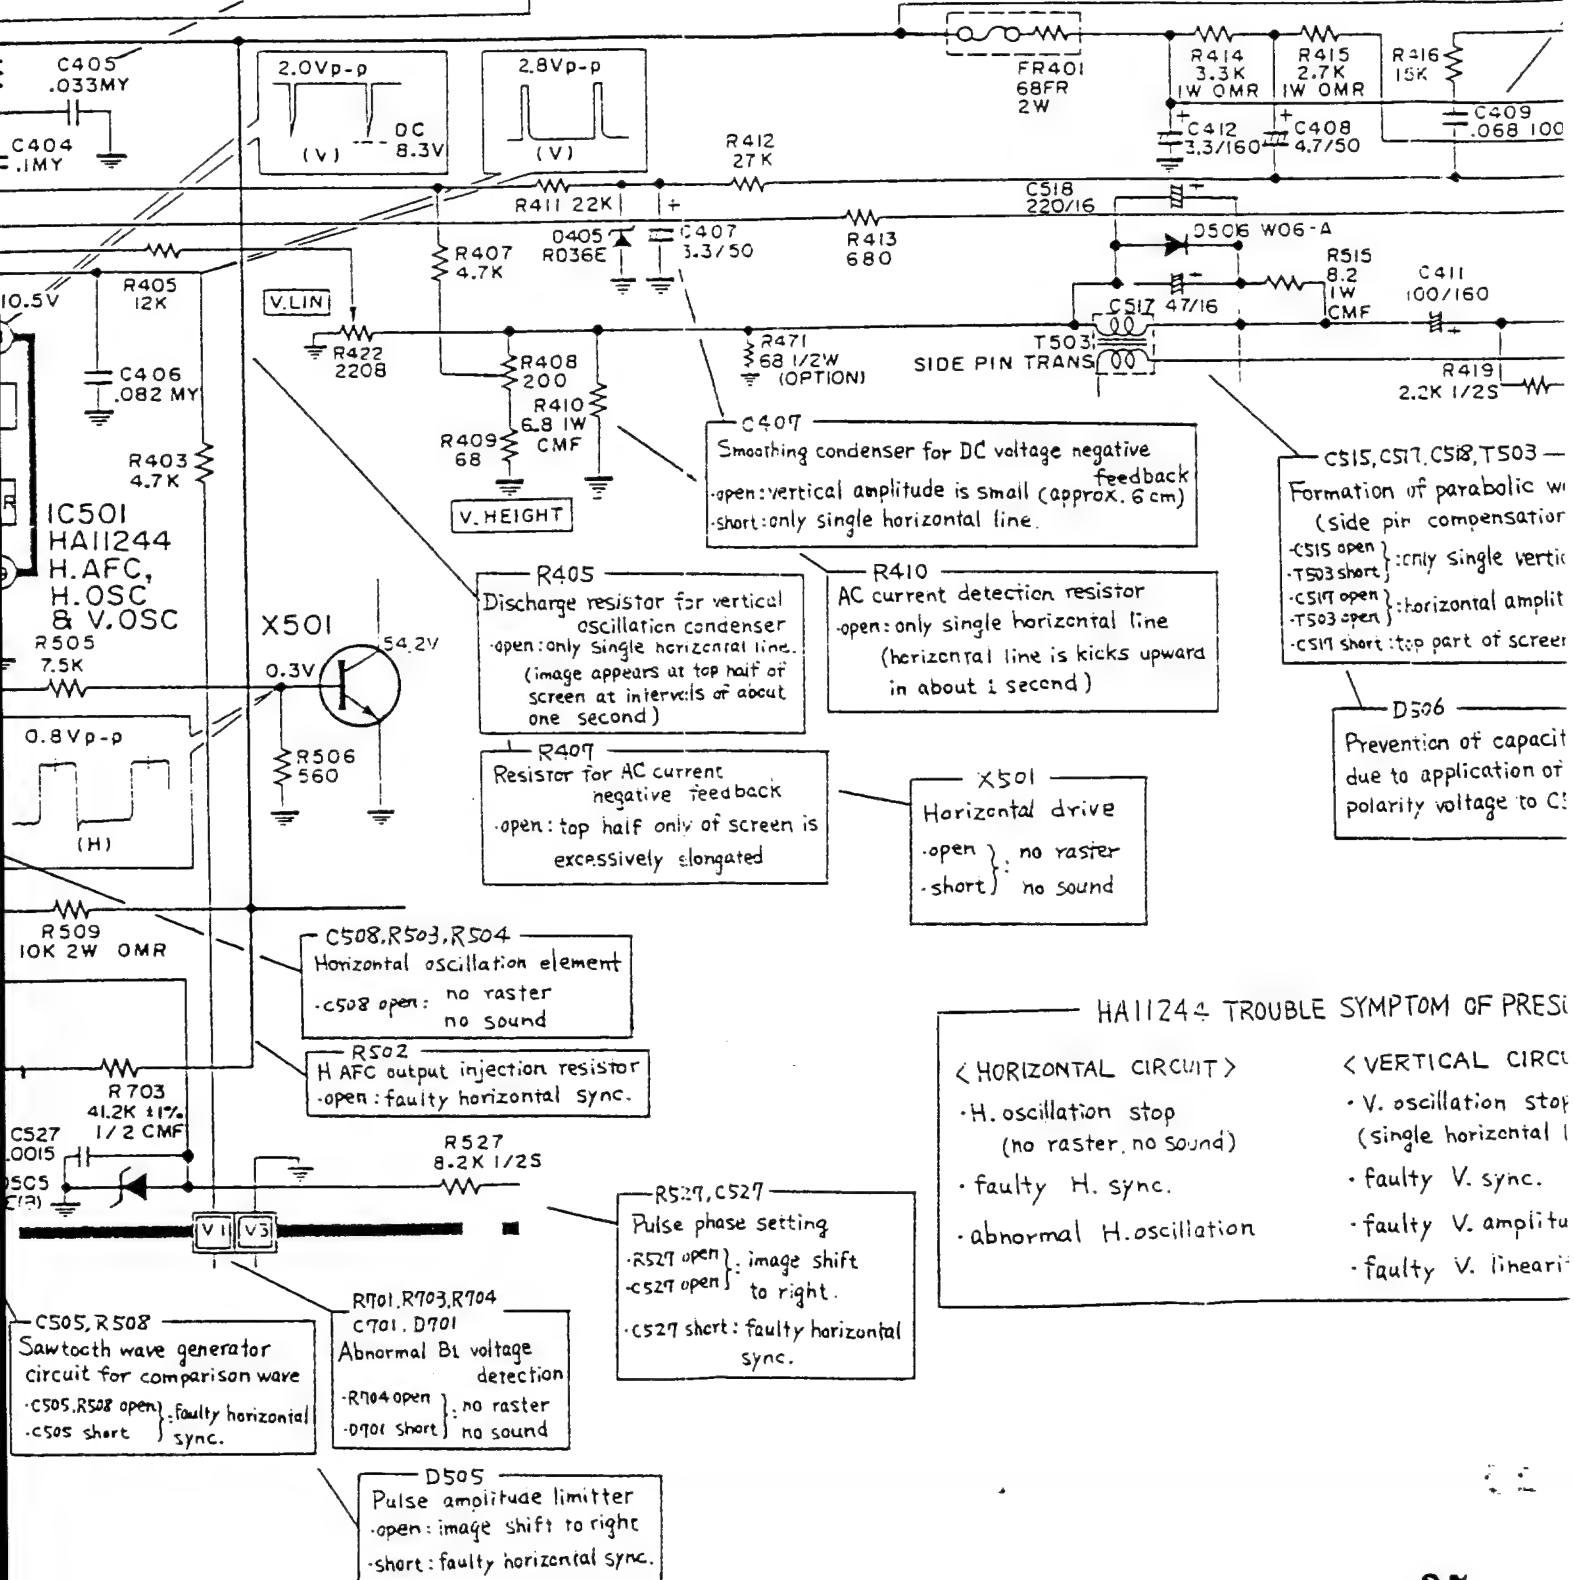 C405
.033MY
C404
.1MY
2.0Vp-p
DC
8.3V
(V)
2.8Vp-p
(V)
FR401
68FR
2W
R414
3.3K
1W OMR
R415
2.7K
1W OMR
R416
15K
C412
3.3/160
C408
4.7/50
C409
.068 100
R412
27K
R411 22K
C518
220/16
D405
RD36E
C407
3.3/50
R413
680
D506 W06-A
R515
8.2
1W
CMF
C411
100/160
R407
4.7K
R405
12K
10.5V
V.LIN
C517 47/16
R422
220B
R408
200
R471
68 1/2W
(OPTION)
T503
SIDE PIN TRANS
R419
2.2K 1/2S
C406
.082 MY
R410
6.8 1W
CMF
R409
68
R403
4.7K
V.HEIGHT
C407
Smoothing condenser for DC voltage negative
feedback
·open: vertical amplitude is small (approx. 6cm)
·short: only single horizontal line.
C515, C517, C518, T503
Formation of parabolic
(side pin compensation
·C515 open
·T503 short
:only single
·C517 open
·T503 open
:horizontal
·C517 short: top part of screen
R
IC501
HA11244
H.AFC,
H.OSC
& V.OSC
R405
Discharge resistor for vertical
oscillation condenser
·open: only single horizontal line.
(image appears at top half of
screen at intervals of about
one second)
R410
AC current detection resistor
·open: only single horizontal line
(horizontal line is kicks upward
in about 1 second)
R505
7.5K
X501
54.2V
0.3V
0.8Vp-p
(H)
R506
560
R407
Resistor for AC current
negative feedback
·open: top half only of screen is
excessively elongated
X501
Horizontal drive
·open
·short
: no raster
no sound
D506
Prevention of
due to application of
polarity voltage to
R509
10K 2W OMR
C508, R503, R504
Horizontal oscillation element
·C508 open: no raster
no sound
R502
H AFC output injection resistor
·open: faulty horizontal sync.
R703
41.2K ±1%
1/2 CMF
C527
.0015
R527
8.2K 1/2S
V11 V3
HA11244 TROUBLE SYMPTOM OF
<HORIZONTAL CIRCUIT>
·H. oscillation stop
(no raster, no sound)
·faulty H. sync.
·abnormal H. oscillation
<VERTICAL
·V. oscillation stop
(single horizontal
·faulty V. sync.
·faulty V.
·faulty V.
R527, C527
Pulse phase setting
·R527 open
·C527 open
: image shift
to right.
·C527 short: faulty horizontal
sync.
C505, R508
Sawtooth wave generator
circuit for comparison wave
·C505, R508 open
·C505 short
: faulty horizontal
sync.
R701, R703, R704
C701, D701
Abnormal B1 voltage
detection
·R704 open
·D701 short
: no raster
no sound
D505
Pulse amplitude limitter
·open: image shift to right
·short: faulty horizontal sync.